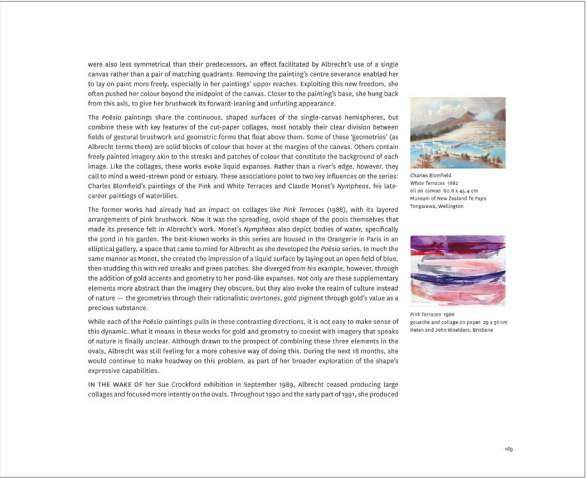 were also less symmetrical than their predecessors, an effect facilitated by Albrecht's use of a single
canvas rather than a pair of matching quadrants. Removing the painting's centre severance enabled her
to lay on paint more freely, especially in her paintings' upper reaches. Exploiting this new freedom, she
often pushed her colour beyond the midpoint of the canvas. Closer to the painting's base, she hung back
from this axis, to give her brushwork its forward-leaning and unfurling appearance.
The Poësia paintings share the continuous, shaped surfaces of the single-canvas hemispheres, but
combine these with key features of the cut-paper collages, most notably their clear division between
fields of gestural brushwork and geometric forms that float above them. Some of these 'geometries' (as
Albrecht terms them) are solid blocks of colour that hover at the margins of the canvas. Others contain
freely painted imagery akin to the streaks and patches of colour that constitute the background of each
image. Like the collages, these works evoke liquid expanses. Rather than a river's edge, however, they
call to mind a weed-strewn pond or estuary. These associations point to two key influences on the series:
Charles Blomfield's paintings of the Pink and White Terraces and Claude Monet's Nympheas, his late-
career paintings of waterlilies.
The former works had already had an impact on collages like Pink Terraces (1988), with its layered
arrangements of pink brushwork. Now it was the spreading, ovoid shape of the pools themselves that
made its presence felt in Albrecht's work. Monet's Nympheas also depict bodies of water, specifically
the pond in his garden. The best-known works in this series are housed in the Orangerie in Paris in an
elliptical gallery, a space that came to mind for Albrecht as she developed the Poësia series. In much the
same manner as Monet, she created the impression of a liquid surface by laying out an open field of blue,
then studding this with red streaks and green patches. She diverged from his example, however, through
the addition of gold accents and geometry to her pond-like expanses. Not only are these supplementary
elements more abstract than the imagery they obscure, but they also evoke the realm of culture instead
of nature — the geometries through their rationalistic overtones, gold pigment through gold's value as a
precious substance.
While each of the Poësia paintings pulls in these contrasting directions, it is not easy to make sense of
this dynamic. What it means in these works for gold and geometry to coexist with imagery that speaks
of nature is finally unclear. Although drawn to the prospect of combining these three elements in the
ovals, Albrecht was still feeling for a more cohesive way of doing this. During the next 18 months, she
would continue to make headway on this problem, as part of her broader exploration of the shape's
expressive capabilities.
IN THE WAKE OF her Sue Crockford exhibition in September 1989, Albrecht ceased producing large
collages and focused more intently on the ovals. Throughout 1990 and the early part of 1991, she produced
Charles Blomfield
White Terraces 1882
oil on canvas 60.8 x 45.4 cm
Museum of New Zealand Te Papa
Tongarewa, Wellington
Pink Terraces 1988
gouache and collage on paper 29 x 36 cm
Helen and John Woalders, Brisbane
169